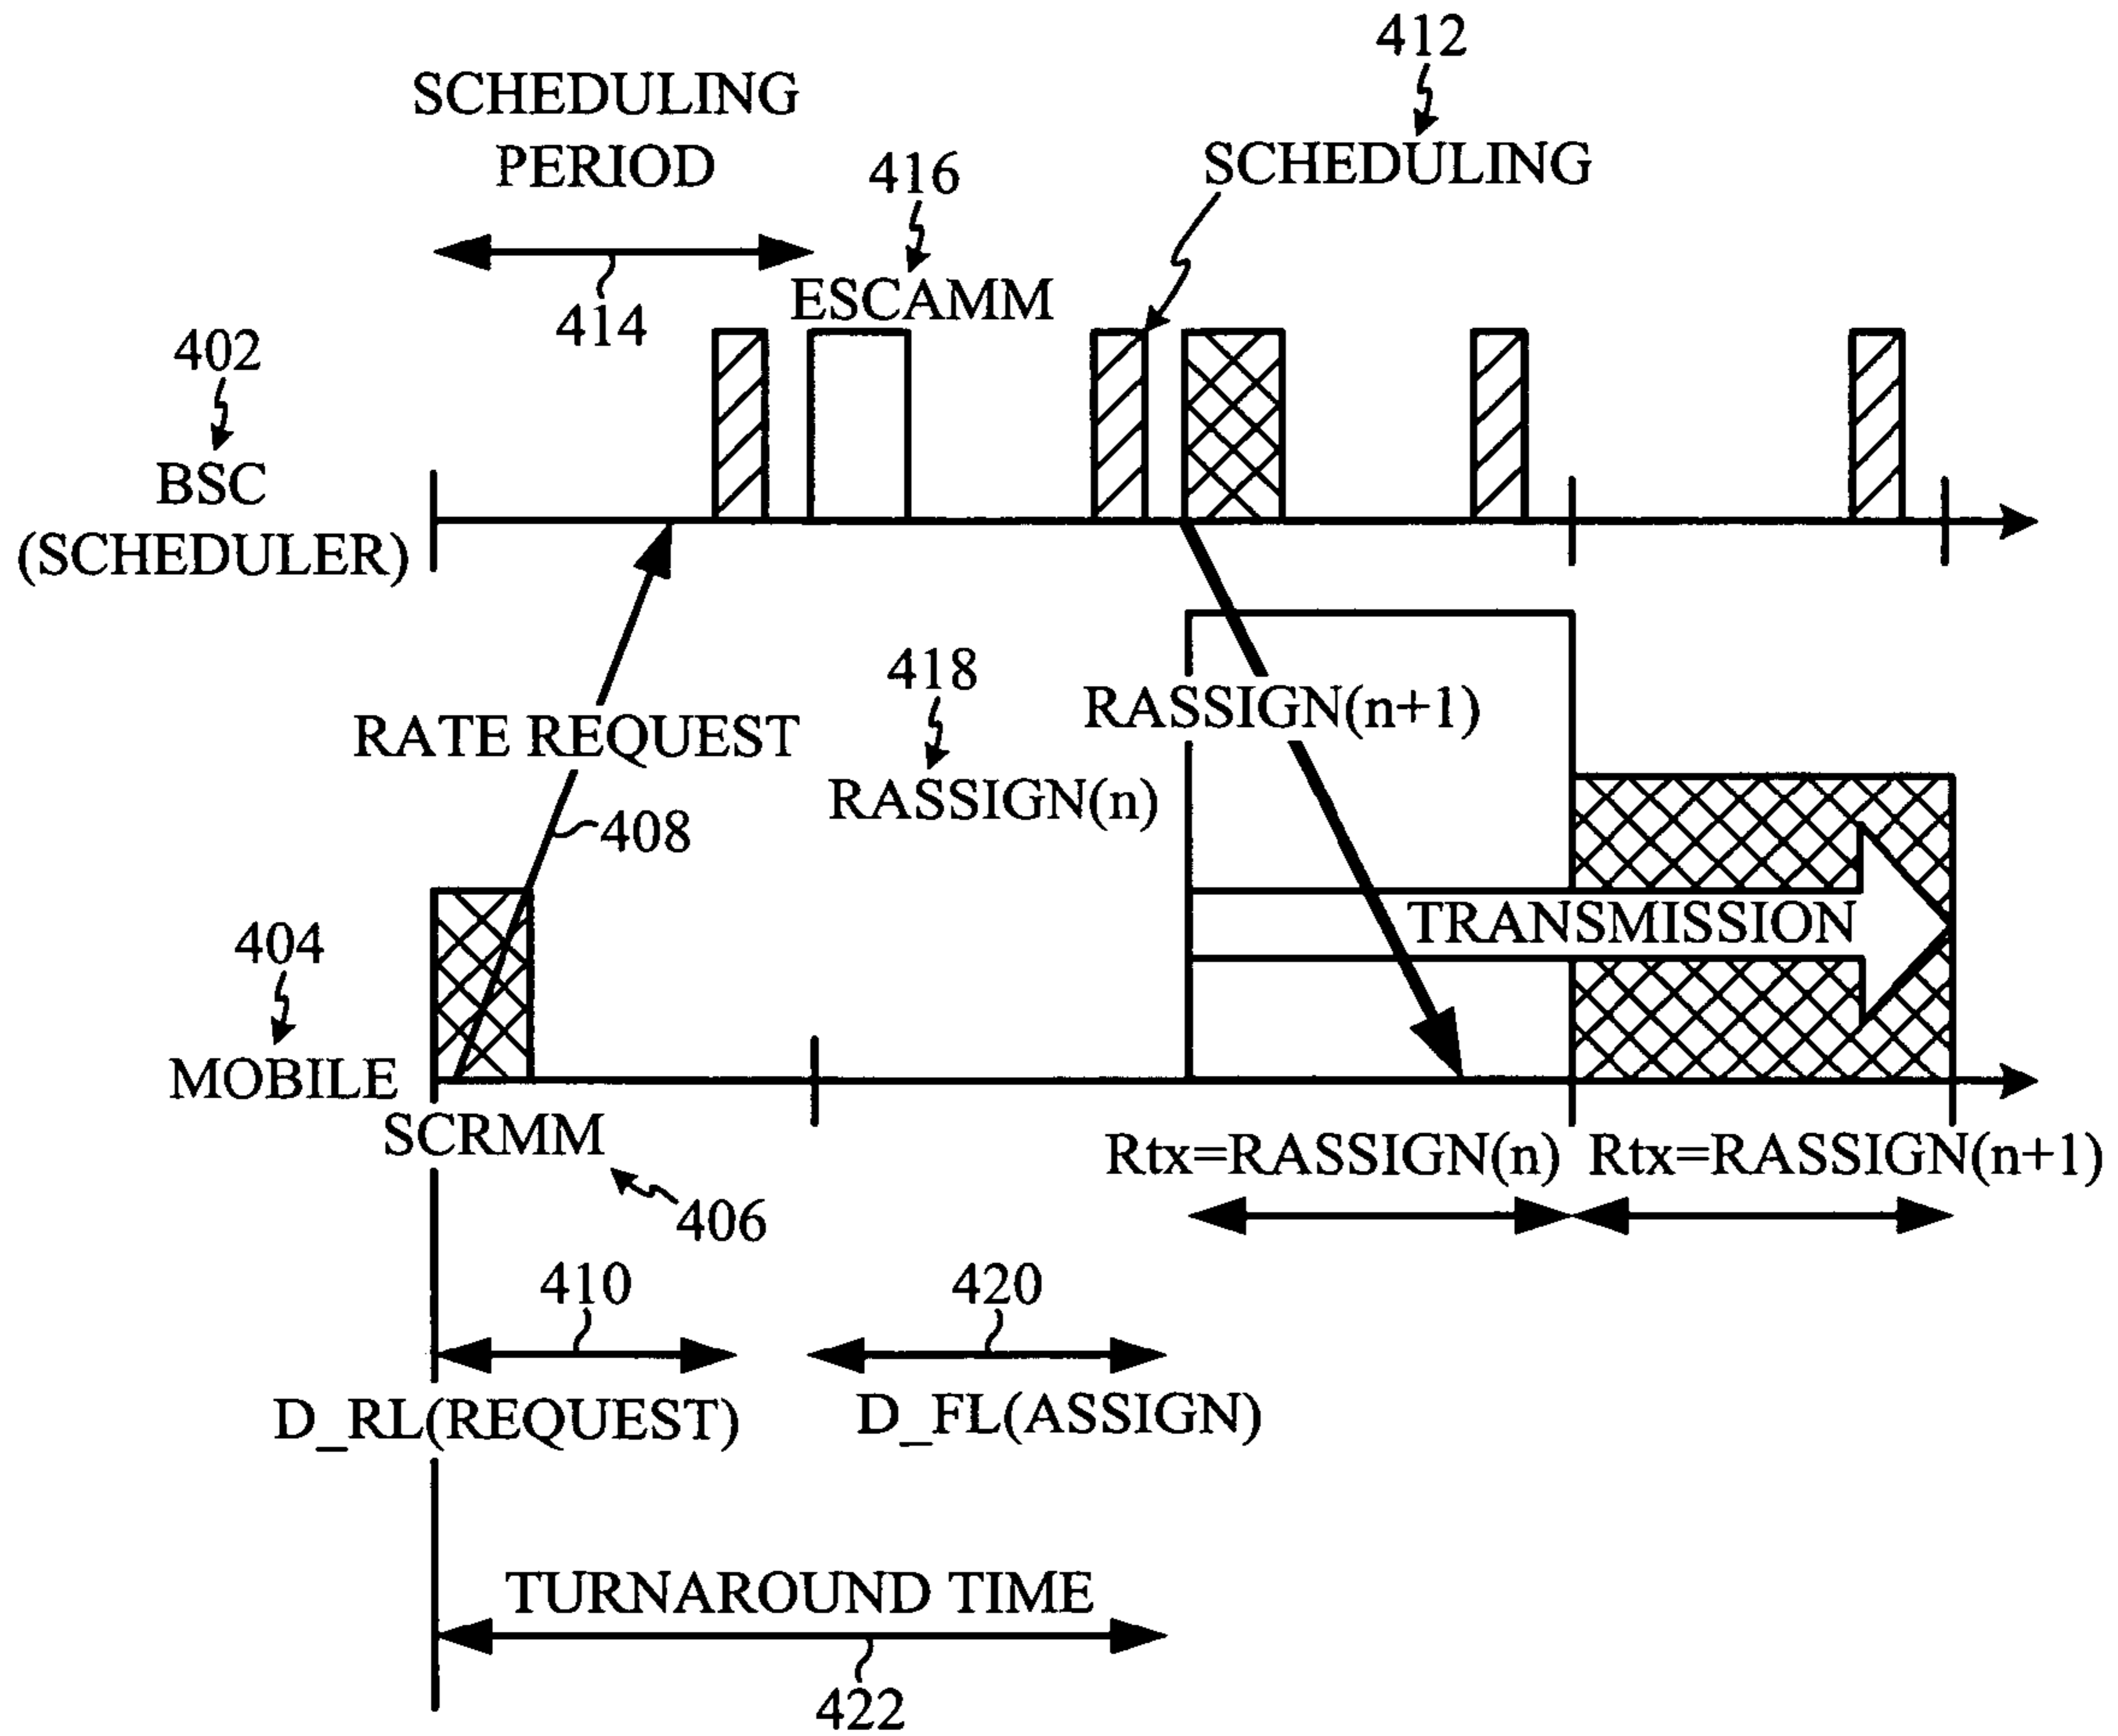 412
SCHEDULING
PERIOD
416
SCHEDULING
ESCAMM
414
402
BSC
(SCHEDULER)
418
RASSIGN(n+1)
RATE REQUEST
RASSIGN(n)
408
TRANSMISSION
404
MOBILE
SCRMM
Rtx=RASSIGN(n)
Rtx=RASSIGN(n+1)
406
410
420
D_RL(REQUEST)
D_FL(ASSIGN)
TURNAROUND TIME
422